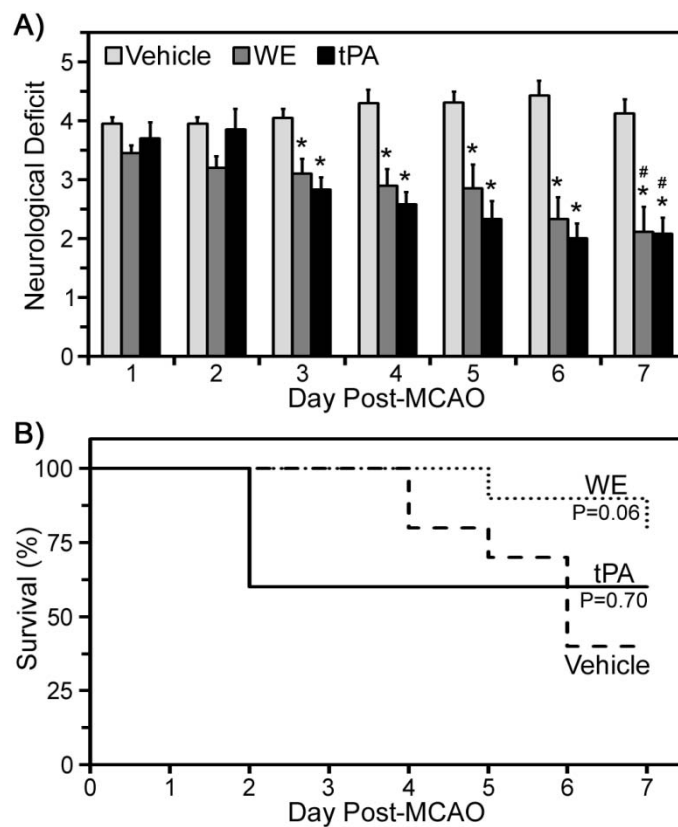 A)
Vehicle WE tPA
Neurological Deficit
5
4
3
2
1
0
* * * * * * * * # * # *
1 2 3 4 5 6 7
Day Post-MCAO
B)
Survival (%)
100
75
50
25
0
WE
P=0.06
tPA
P=0.70
Vehicle
0 1 2 3 4 5 6 7
Day Post-MCAO